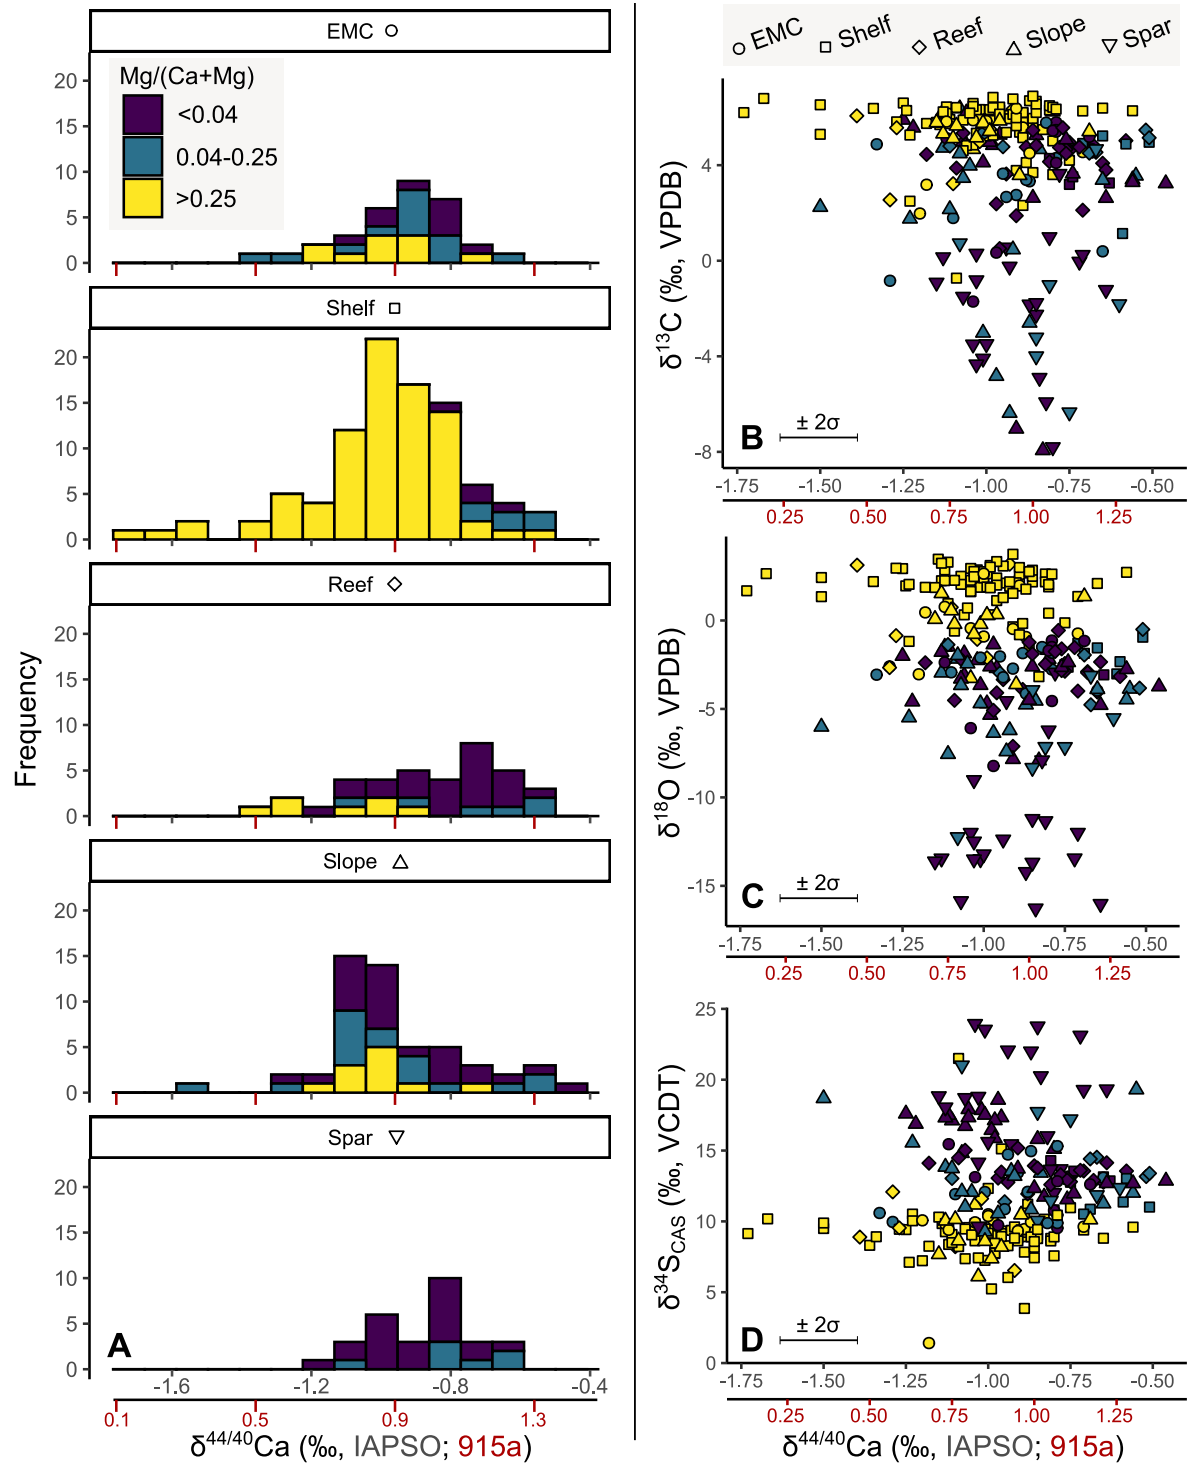 EMC
Mg/(Ca+Mg)
<0.04
0.04-0.25
>0.25
20
15
10
5
0
Shelf
20
15
10
5
0
Reef
20
15
10
5
0
Slope
20
15
10
5
0
Spar
20
15
10
5
0
A
Frequency
-1.6 -1.2 -0.8 -0.4
0.1 0.5 0.9 1.3
δ44/40Ca (‰, IAPSO; 915a)
EMC Shelf Reef Slope Spar
4
0
-4
-8
δ13C (‰, VPDB)
B
± 2σ
-1.75 -1.50 -1.25 -1.00 -0.75 -0.50
0.25 0.50 0.75 1.00 1.25
0
-5
-10
-15
δ18O (‰, VPDB)
C
± 2σ
-1.75 -1.50 -1.25 -1.00 -0.75 -0.50
0.25 0.50 0.75 1.00 1.25
25
20
15
10
5
0
δ34SCAS (‰, VCDT)
D
± 2σ
-1.75 -1.50 -1.25 -1.00 -0.75 -0.50
0.25 0.50 0.75 1.00 1.25
δ44/40Ca (‰, IAPSO; 915a)